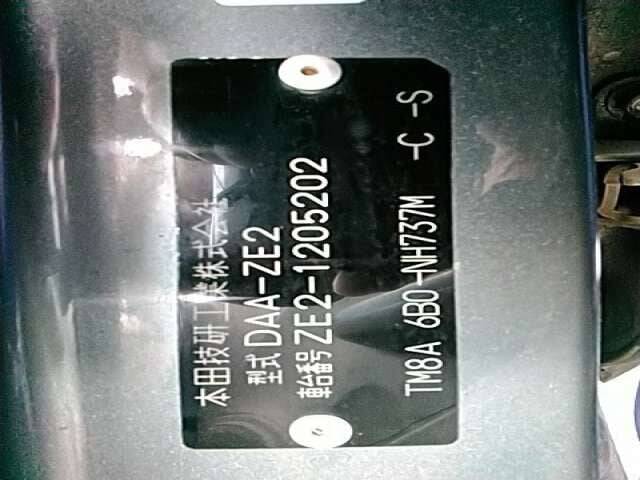 本田技研工業株式会社
型式 DAA-ZE2
車台番号 ZE2-1205202
TM8A 6B0-NH737M -C -S